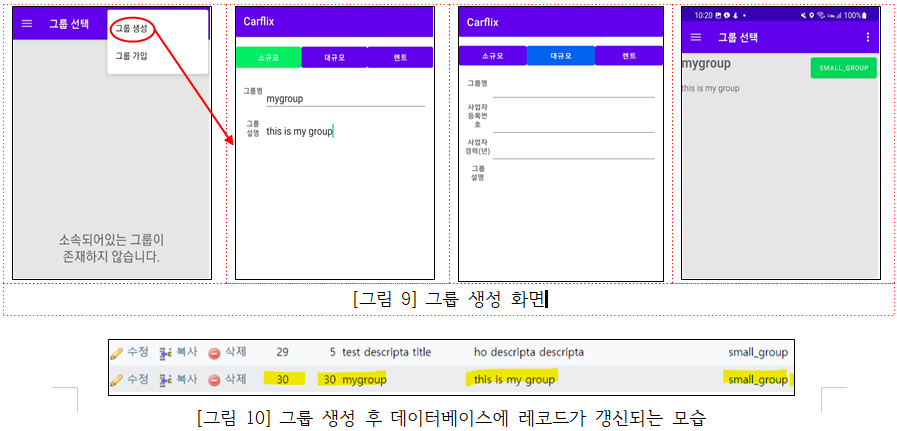 그룹 선택
그룹 생성
그룹 가입
소속되어있는 그룹이
존재하지 않습니다.
Carflix
소규모
대규모
렌트
그룹명
mygroup
그룹
설명
this is my group
Carflix
소규모
대규모
렌트
그룹명
사업자
등록번
호
사업자
경력(년)
그룹
설명
10:20
100%
그룹 선택
mygroup
SMALL_GROUP
this is my group
[그림 9] 그룹 생성 화면
수정 복사 삭제 29 5 test descripta title ho descripta descripta small_group
수정 복사 삭제 30 30 mygroup this is my group small_group
[그림 10] 그룹 생성 후 데이터베이스에 레코드가 갱신되는 모습